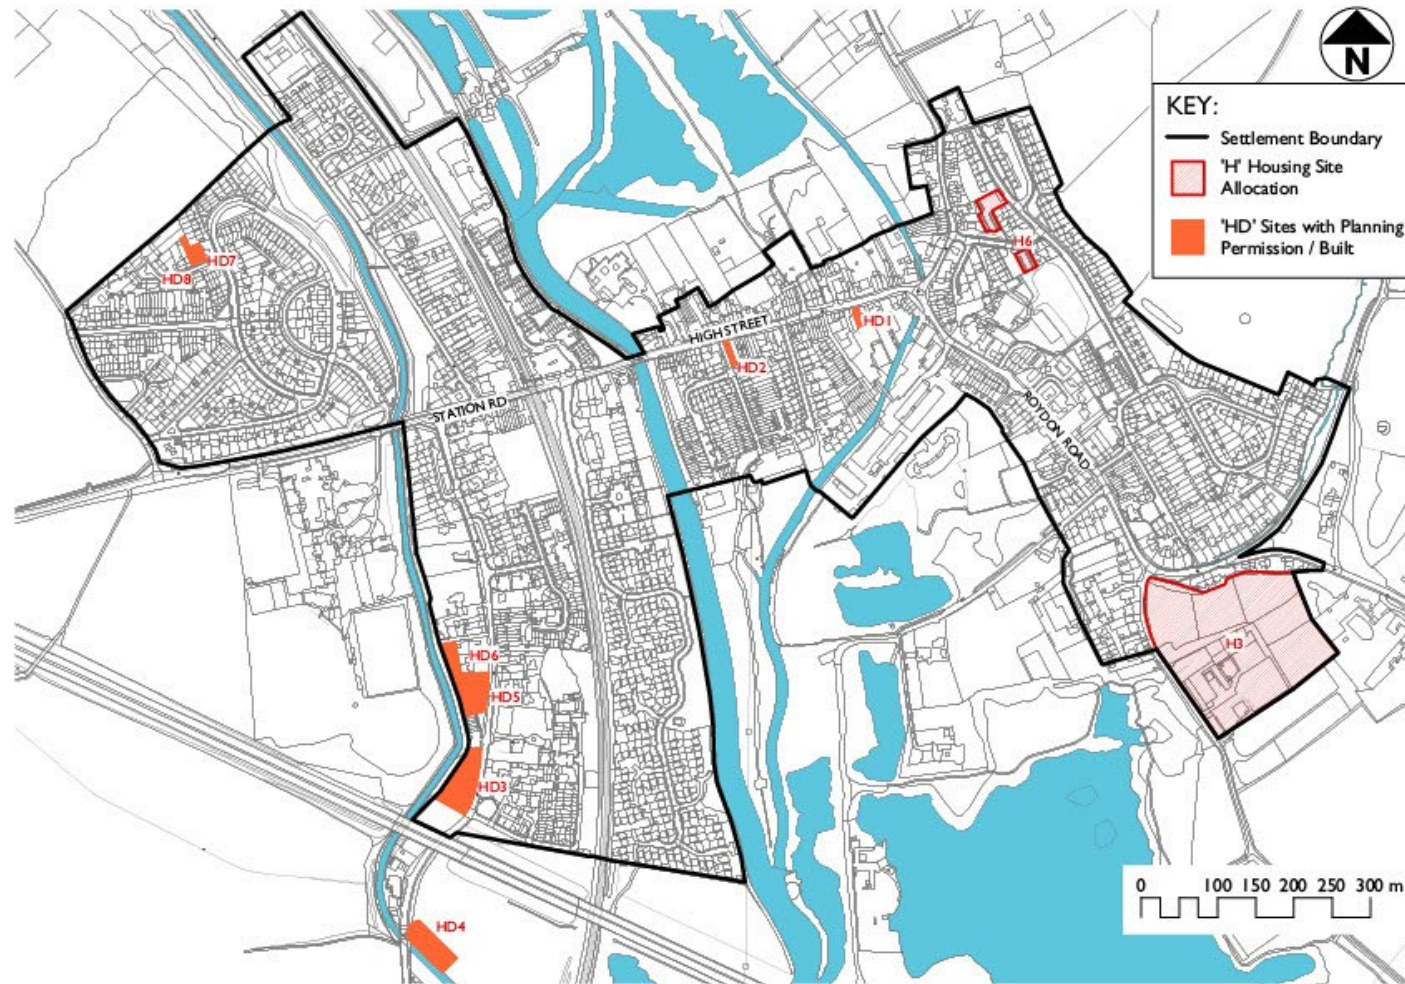 N
KEY:
Settlement Boundary
'H' Housing Site
Allocation
'HD' Sites with Planning
Permission / Built
H6
HD7
HD8
HD1
HIGH STREET
HD2
STATION RD
ROYDON ROAD
H3
HD6
HD5
HD3
HD4
0 100 150 200 250 300 m